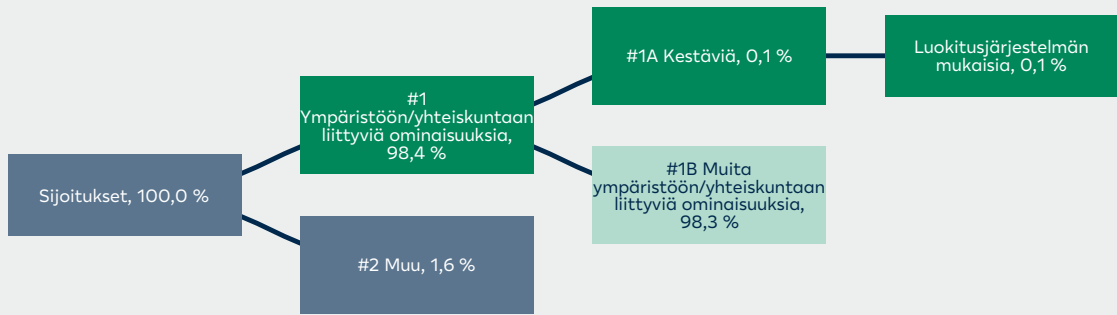 Sijoitukset, 100,0 %
#1
Ympäristöön/yhteiskuntaan
liittyviä ominaisuuksia,
98,4 %
#2 Muu, 1,6 %
#1A Kestäviä, 0,1 %
#1B Muita
ympäristöön/yhteiskuntaan
liittyviä ominaisuuksia,
98,3 %
Luokitusjärjestelmän
mukaisia, 0,1 %